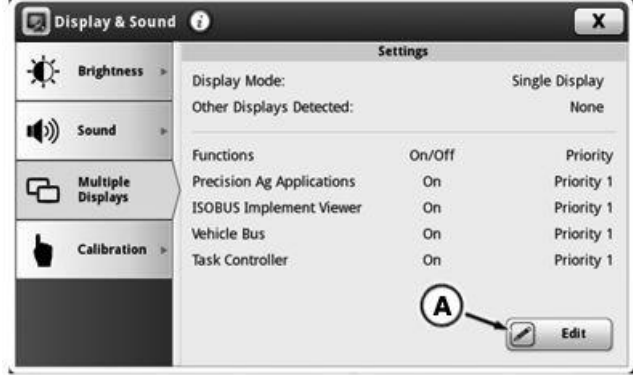 Display & Sound i X
Settings
Brightness
Display Mode: Single Display
Other Displays Detected: None
Sound
Functions On/Off Priority
Multiple
Displays
Precision Ag Applications On Priority 1
ISOBUS Implement Viewer On Priority 1
Vehicle Bus On Priority 1
Calibration
Task Controller On Priority 1
A
Edit